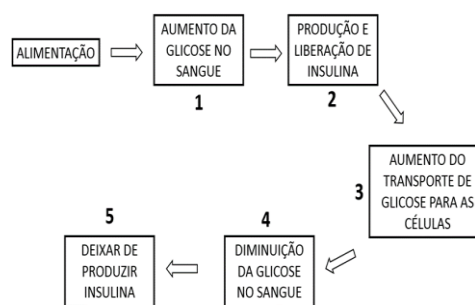 ALIMENTAÇÃO
AUMENTO DA
GLICOSE NO
SANGUE
1
PRODUÇÃO E
LIBERAÇÃO DE
INSULINA
2
AUMENTO DO
TRANSPORTE DE
GLICOSE PARA AS
CÉLULAS
3
4
DIMINUIÇÃO
DA GLICOSE
NO SANGUE
5
DEIXAR DE
PRODUZIR
INSULINA